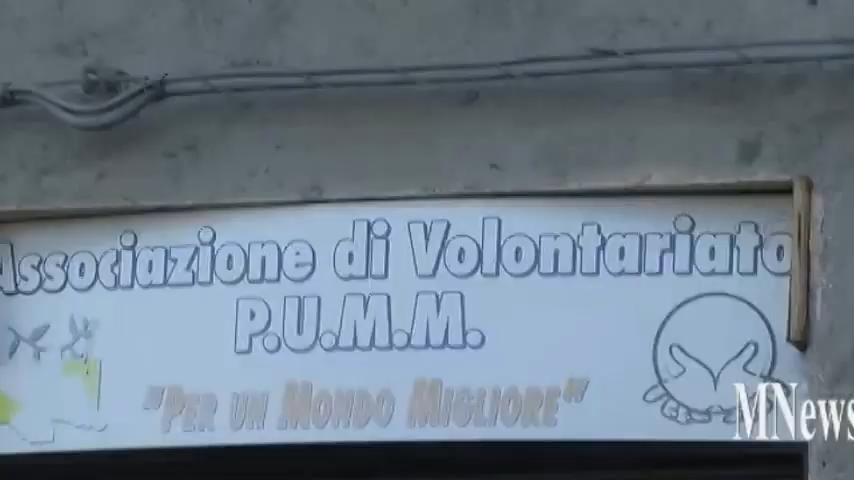 Associazione di Volontariato
P.U.M.M.
"PER UN MONDO MIGLIORE"
MNews